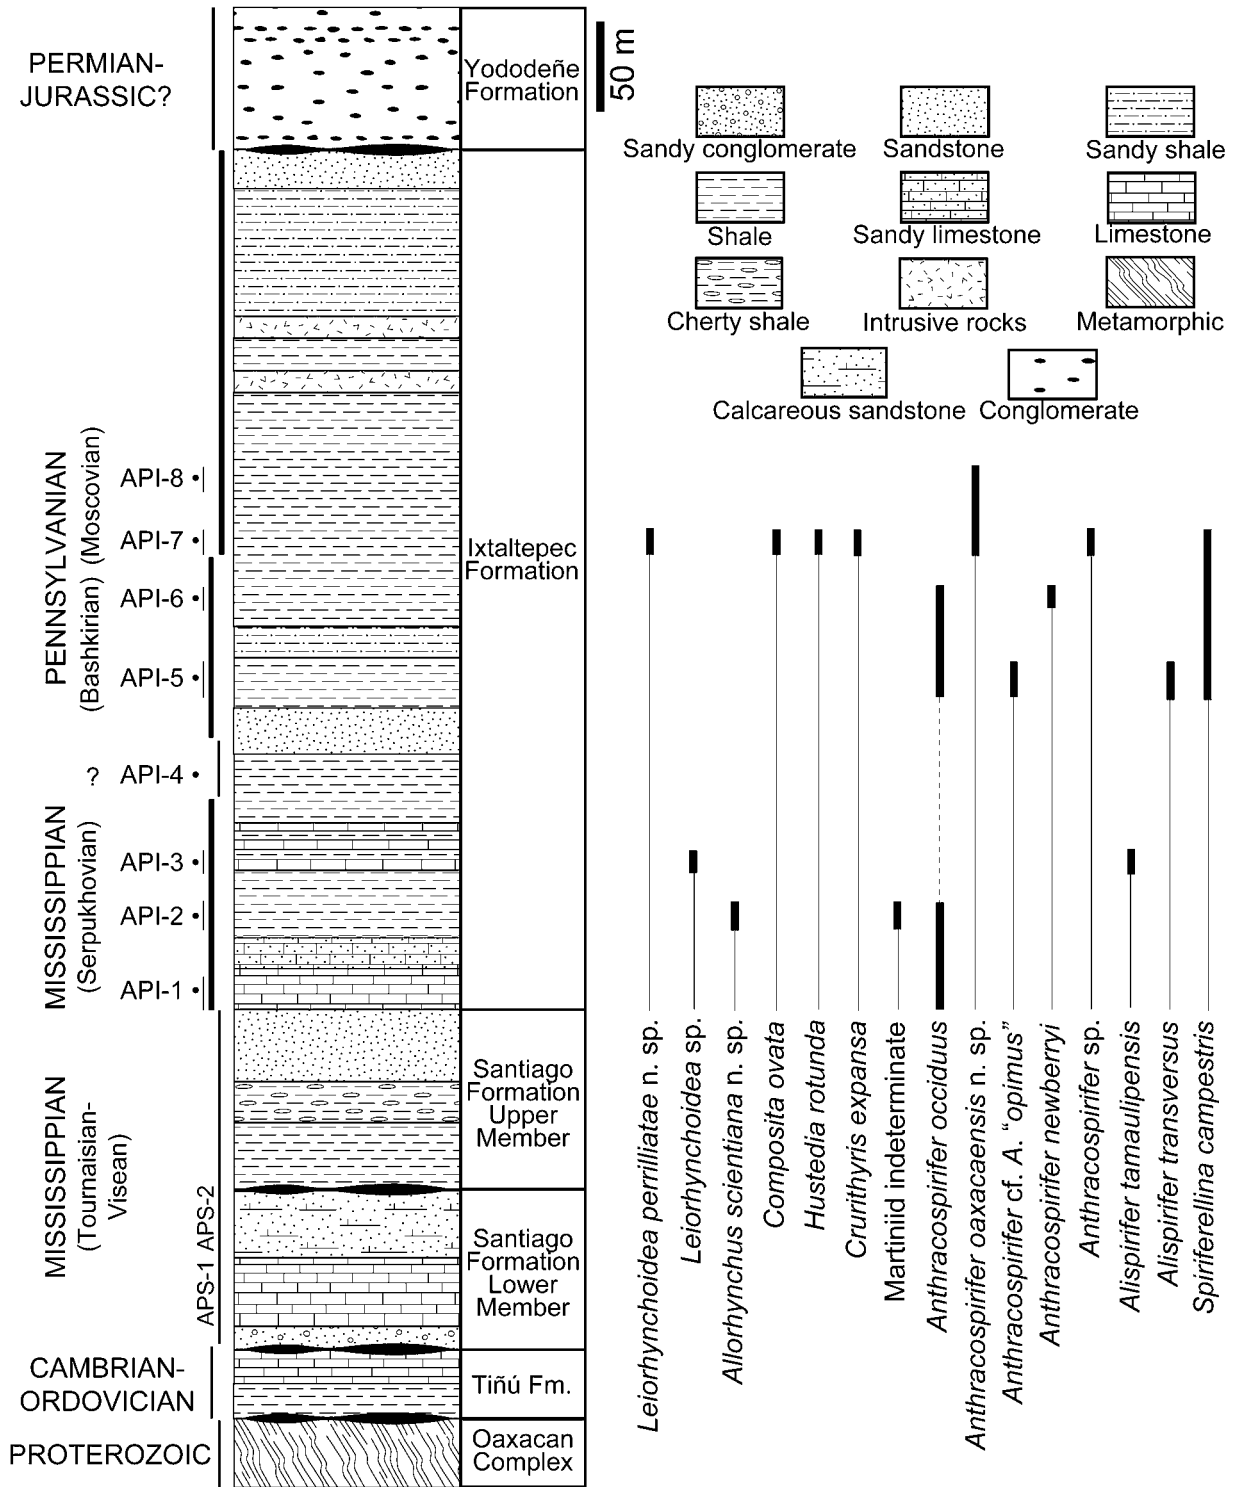 PERMIAN-
JURASSIC?
Yododeñe
Formation
50 m
Sandy conglomerate
Sandstone
Sandy shale
Shale
Sandy limestone
Limestone
Cherty shale
Intrusive rocks
Metamorphic
Calcareous sandstone
Conglomerate
PENNSYLVANIAN
(Bashkirian) (Moscovian)
API-8
API-7
API-6
API-5
Ixtaltepec
Formation
? API-4
MISSISSIPPIAN
(Serpukhovian)
API-3
API-2
API-1
MISSISSIPPIAN
(Tournaisian-
Visean)
APS-1 APS-2
Santiago
Formation
Upper
Member
Santiago
Formation
Lower
Member
CAMBRIAN-
ORDOVICIAN
Tiñú Fm.
PROTEROZOIC
Oaxacan
Complex
Leiorhynchoidea perrilliatae n. sp.
Leiorhynchoidea sp.
Allorhynchus scientiana n. sp.
Composita ovata
Hustedia rotunda
Crurithyris expansa
Martiniid indeterminate
Anthracospirifer occiduus
Anthracospirifer oaxacaensis n. sp.
Anthracospirifer cf. A. “opimus”
Anthracospirifer newberryi
Anthracospirifer sp.
Alispirifer tamaulipensis
Alispirifer transversus
Spiriferellina campestris